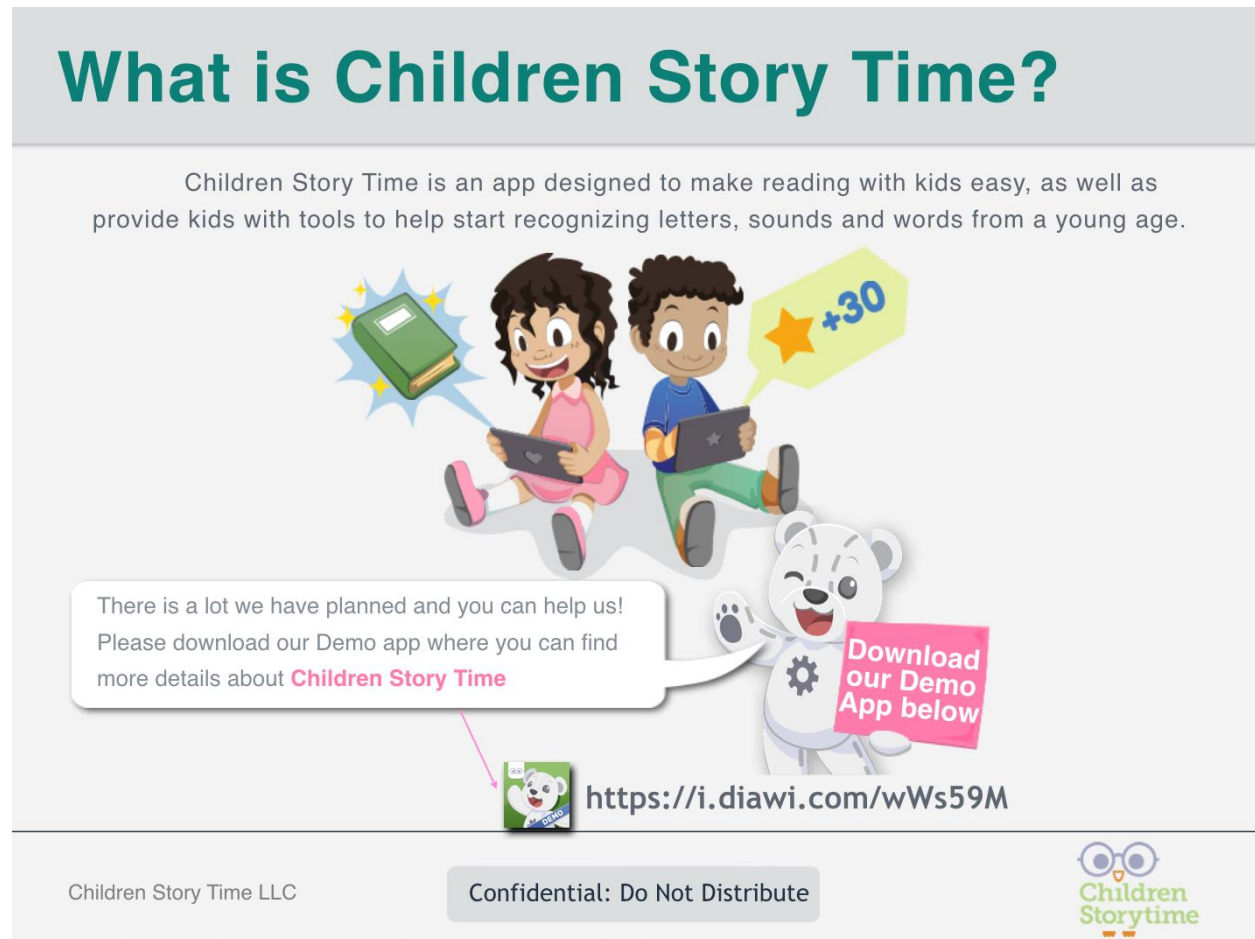 What is Children Story Time?
Children Story Time is an app designed to make reading with kids easy, as well as
provide kids with tools to help start recognizing letters, sounds and words from a young age.
+30
There is a lot we have planned and you can help us!
Please download our Demo app where you can find
more details about Children Story Time
Download
our Demo
App below
DEMO
https://i.diawi.com/wWs59M
Children Story Time LLC
Confidential: Do Not Distribute
Children
Storytime